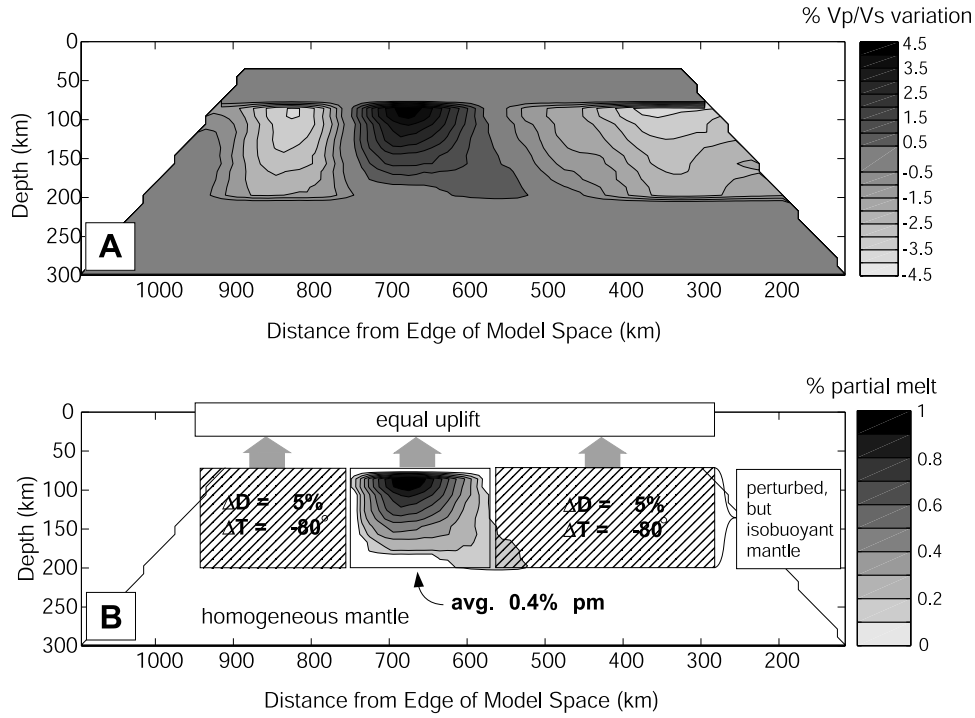 % Vp/Vs variation
0
50
100
150
200
250
300
Depth (km)
A
1000 900 800 700 600 500 400 300 200
Distance from Edge of Model Space (km)
4.5
3.5
2.5
1.5
0.5
-0.5
-1.5
-2.5
-3.5
-4.5
% partial melt
0
50
100
150
200
250
300
Depth (km)
equal uplift
ΔD = 5%
ΔT = -80°
ΔD = 5%
ΔT = -80°
perturbed,
but
isobuoyant
mantle
avg. 0.4% pm
homogeneous mantle
B
1000 900 800 700 600 500 400 300 200
Distance from Edge of Model Space (km)
1
0.8
0.6
0.4
0.2
0